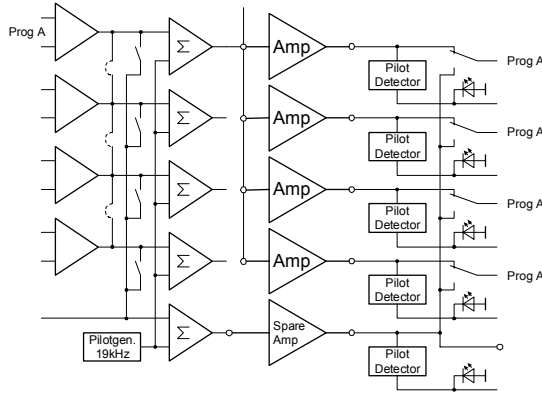 Prog A
Σ
Amp
Pilot
Detector
Prog A
Σ
Amp
Pilot
Detector
Prog A
Σ
Amp
Pilot
Detector
Prog A
Σ
Amp
Pilot
Detector
Prog A
Pilotgen.
19kHz
Σ
Spare
Amp
Pilot
Detector